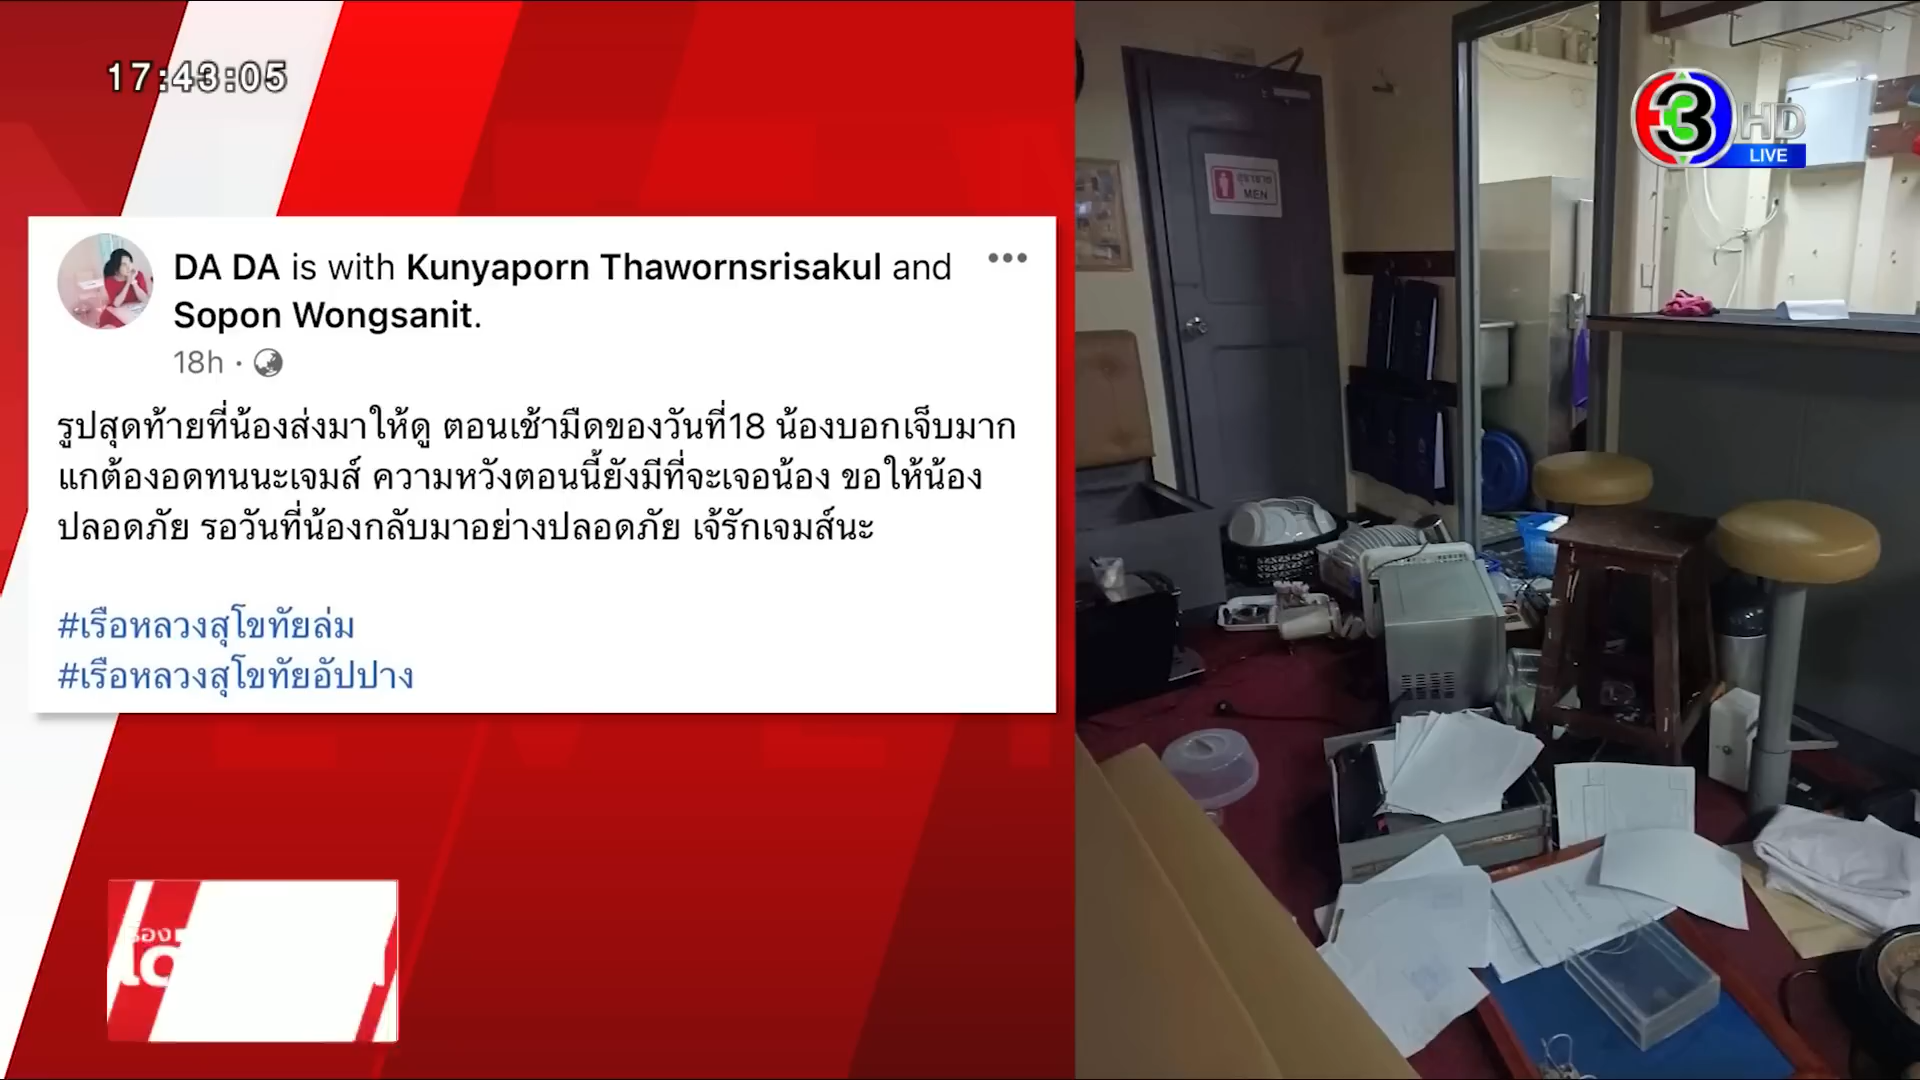 17:43:05
3 HD
LIVE
DA DA is with Kunyaporn Thawornsrisakul and
Sopon Wongsanit.
18h ·
รูปสุดท้ายที่น้องส่งมาให้ดู ตอนเช้ามืดของวันที่18 น้องบอกเจ็บมาก
แกต้องอดทนนะเจมส์ ความหวังตอนนี้ยังมีที่จะเจอน้อง ขอให้น้อง
ปลอดภัย รอวันที่น้องกลับมาอย่างปลอดภัย เจ้รักเจมส์นะ
#เรือหลวงสุโขทัยล่ม
#เรือหลวงสุโขทัยอัปปาง
สุขาชาย
MEN